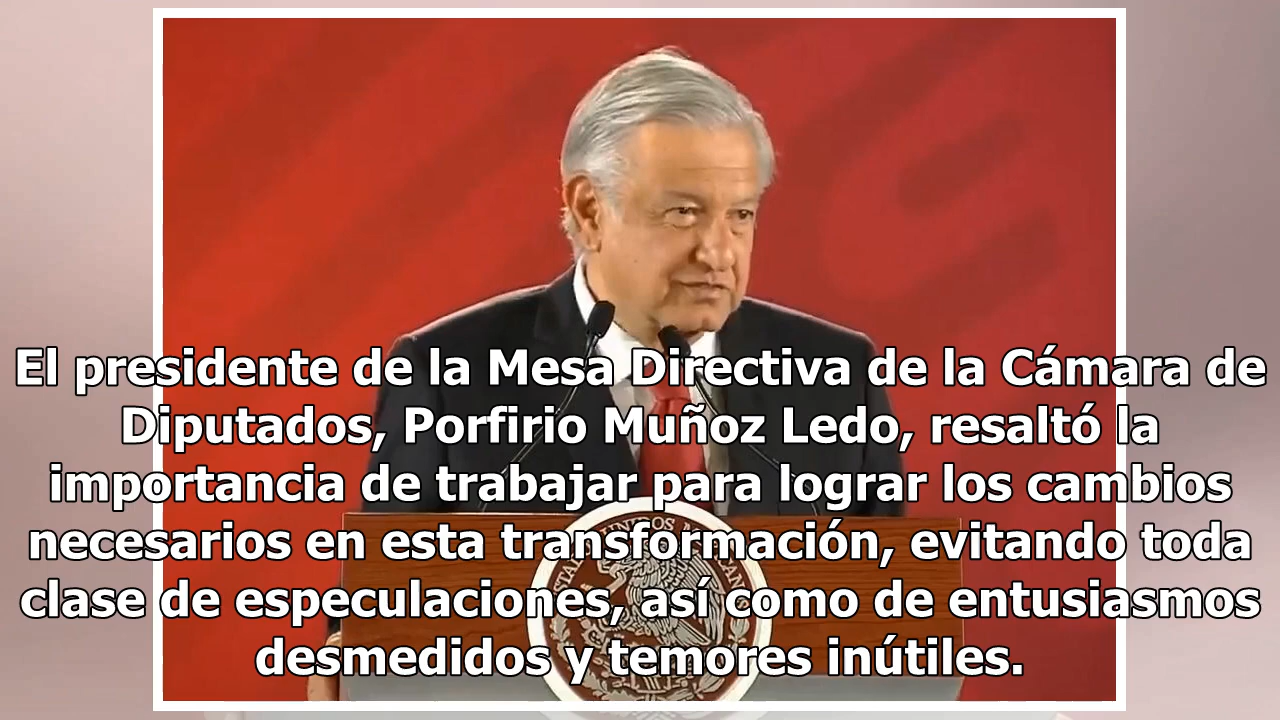 El presidente de la Mesa Directiva de la Cámara de
Diputados, Porfirio Muñoz Ledo, resaltó la
importancia de trabajar para lograr los cambios
necesarios en esta transformación, evitando toda
clase de especulaciones, así como de entusiasmos
desmedidos y temores inútiles.